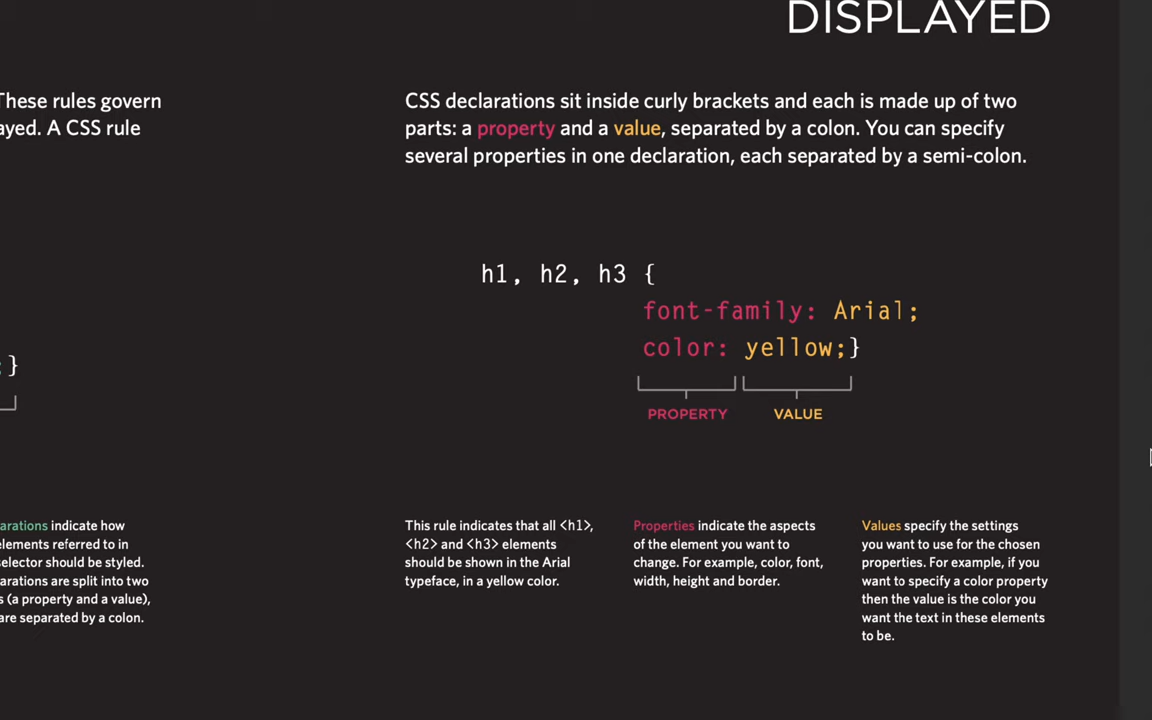 DISPLAYED
These rules govern
ayed. A CSS rule
CSS declarations sit inside curly brackets and each is made up of two
parts: a property and a value, separated by a colon. You can specify
several properties in one declaration, each separated by a semi-colon.
;}
h1, h2, h3 {
font-family: Arial;
color: yellow;}
PROPERTY VALUE
arations indicate how
elements referred to in
selector should be styled.
arations are split into two
s (a property and a value),
are separated by a colon.
This rule indicates that all <h1>,
<h2> and <h3> elements
should be shown in the Arial
typeface, in a yellow color.
Properties indicate the aspects
of the element you want to
change. For example, color, font,
width, height and border.
Values specify the settings
you want to use for the chosen
properties. For example, if you
want to specify a color property
then the value is the color you
want the text in these elements
to be.